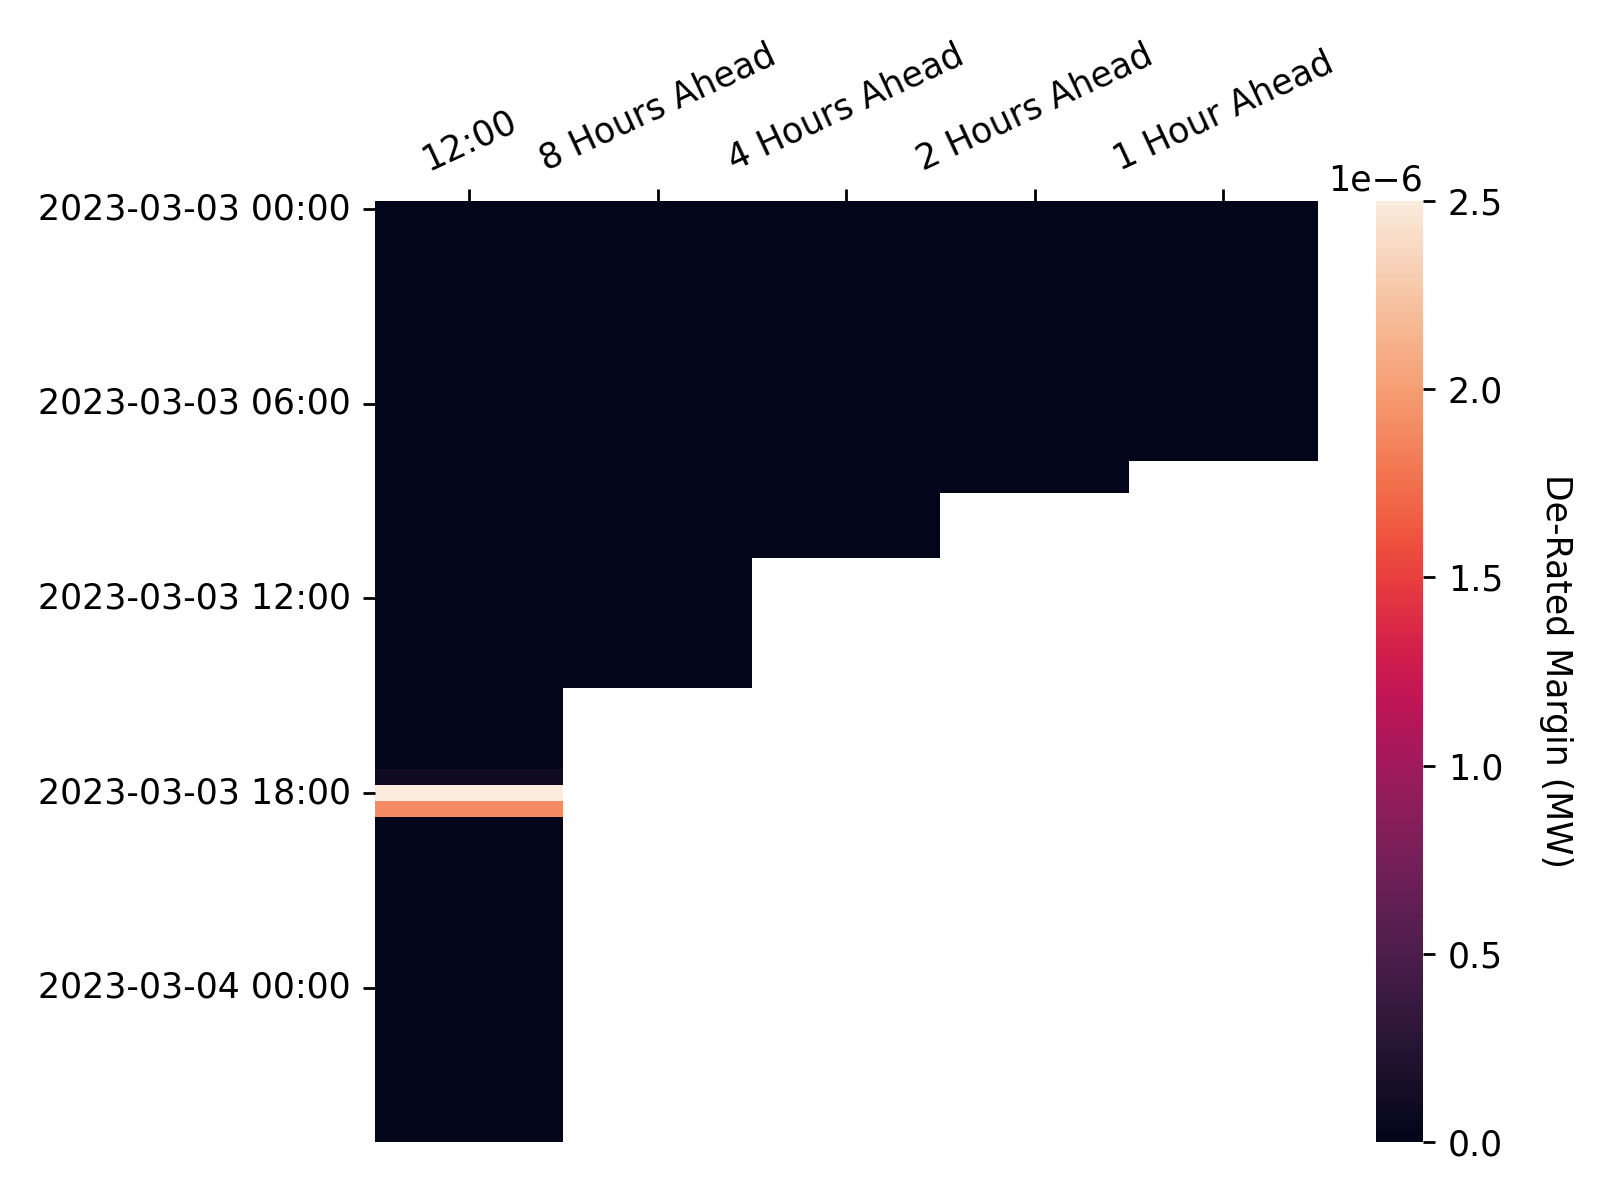 12:00
8 Hours Ahead
4 Hours Ahead
2 Hours Ahead
1 Hour Ahead
1e−6
2023-03-03 00:00
2023-03-03 06:00
2023-03-03 12:00
2023-03-03 18:00
2023-03-04 00:00
2.5
2.0
1.5
1.0
0.5
0.0
De-Rated Margin (MW)